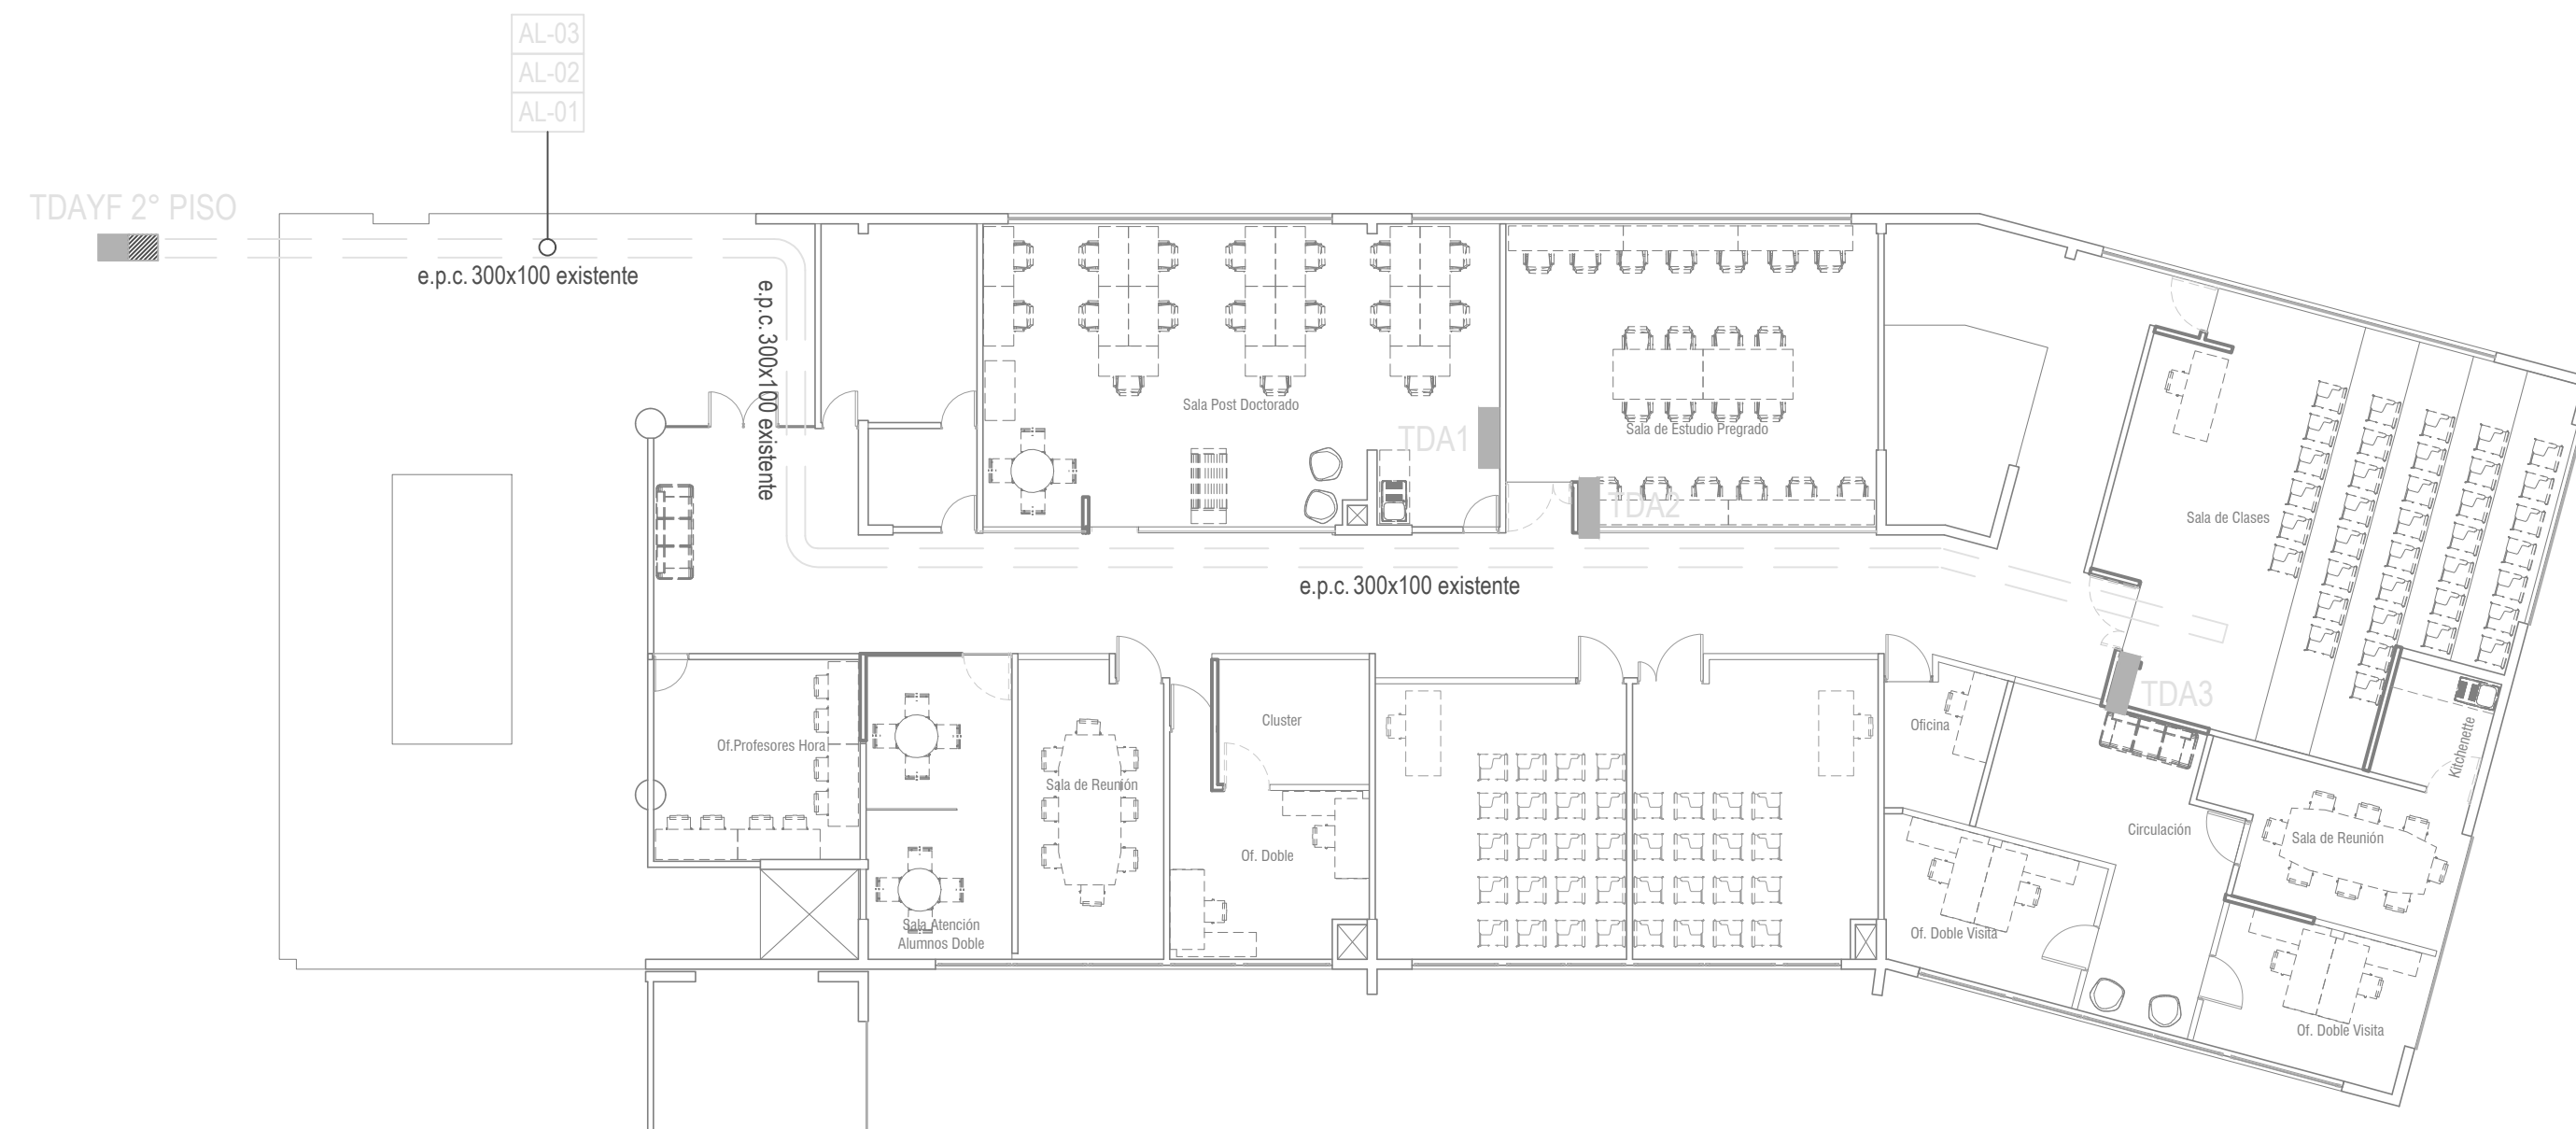 AL-03
AL-02
AL-01
TDAYF 2° PISO
e.p.c. 300x100 existente
e.p.c. 300x100 existente
Sala Post Doctorado
TDA1
Sala de Estudio Pregrado
TDA2
Sala de Clases
e.p.c. 300x100 existente
TDA3
Of.Profesores Hora
Cluster
Oficina
Kitchenette
Sala de Reunión
Of. Doble
Circulación
Sala de Reunión
Sala Atención
Alumnos Doble
Of. Doble Visita
Of. Doble Visita